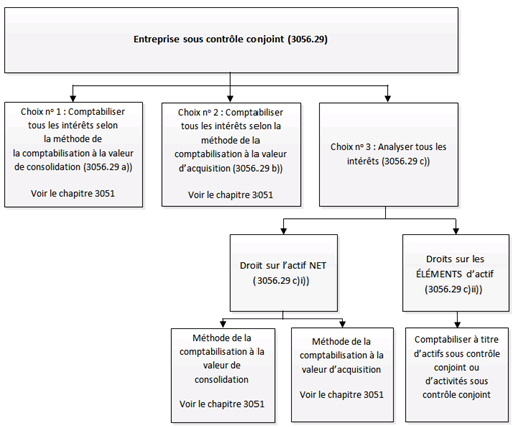 Entreprise sous contrôle conjoint (3056.29)
Choix nº 1 : Comptabiliser
tous les intérêts selon
la méthode de
la comptabilisation à la valeur
de consolidation (3056.29 a))
Voir le chapitre 3051
Choix nº 2 : Comptabiliser
tous les intérêts selon la
méthode de la
comptabilisation à la valeur
d'acquisition (3056.29 b))
Voir le chapitre 3051
Choix nº 3 : Analyser tous les
intérêts (3056.29 c))
Droit sur l'actif NET
(3056.29 c)i))
Droits sur les
ÉLÉMENTS d'actif
(3056.29 c)ii))
Méthode de la
comptabilisation à la
valeur de
consolidation
Voir le chapitre 3051
Méthode de la
comptabilisation à la
valeur d'acquisition
Voir le chapitre 3051
Comptabiliser à titre
d'actifs sous contrôle
conjoint ou
d'activités sous
contrôle conjoint